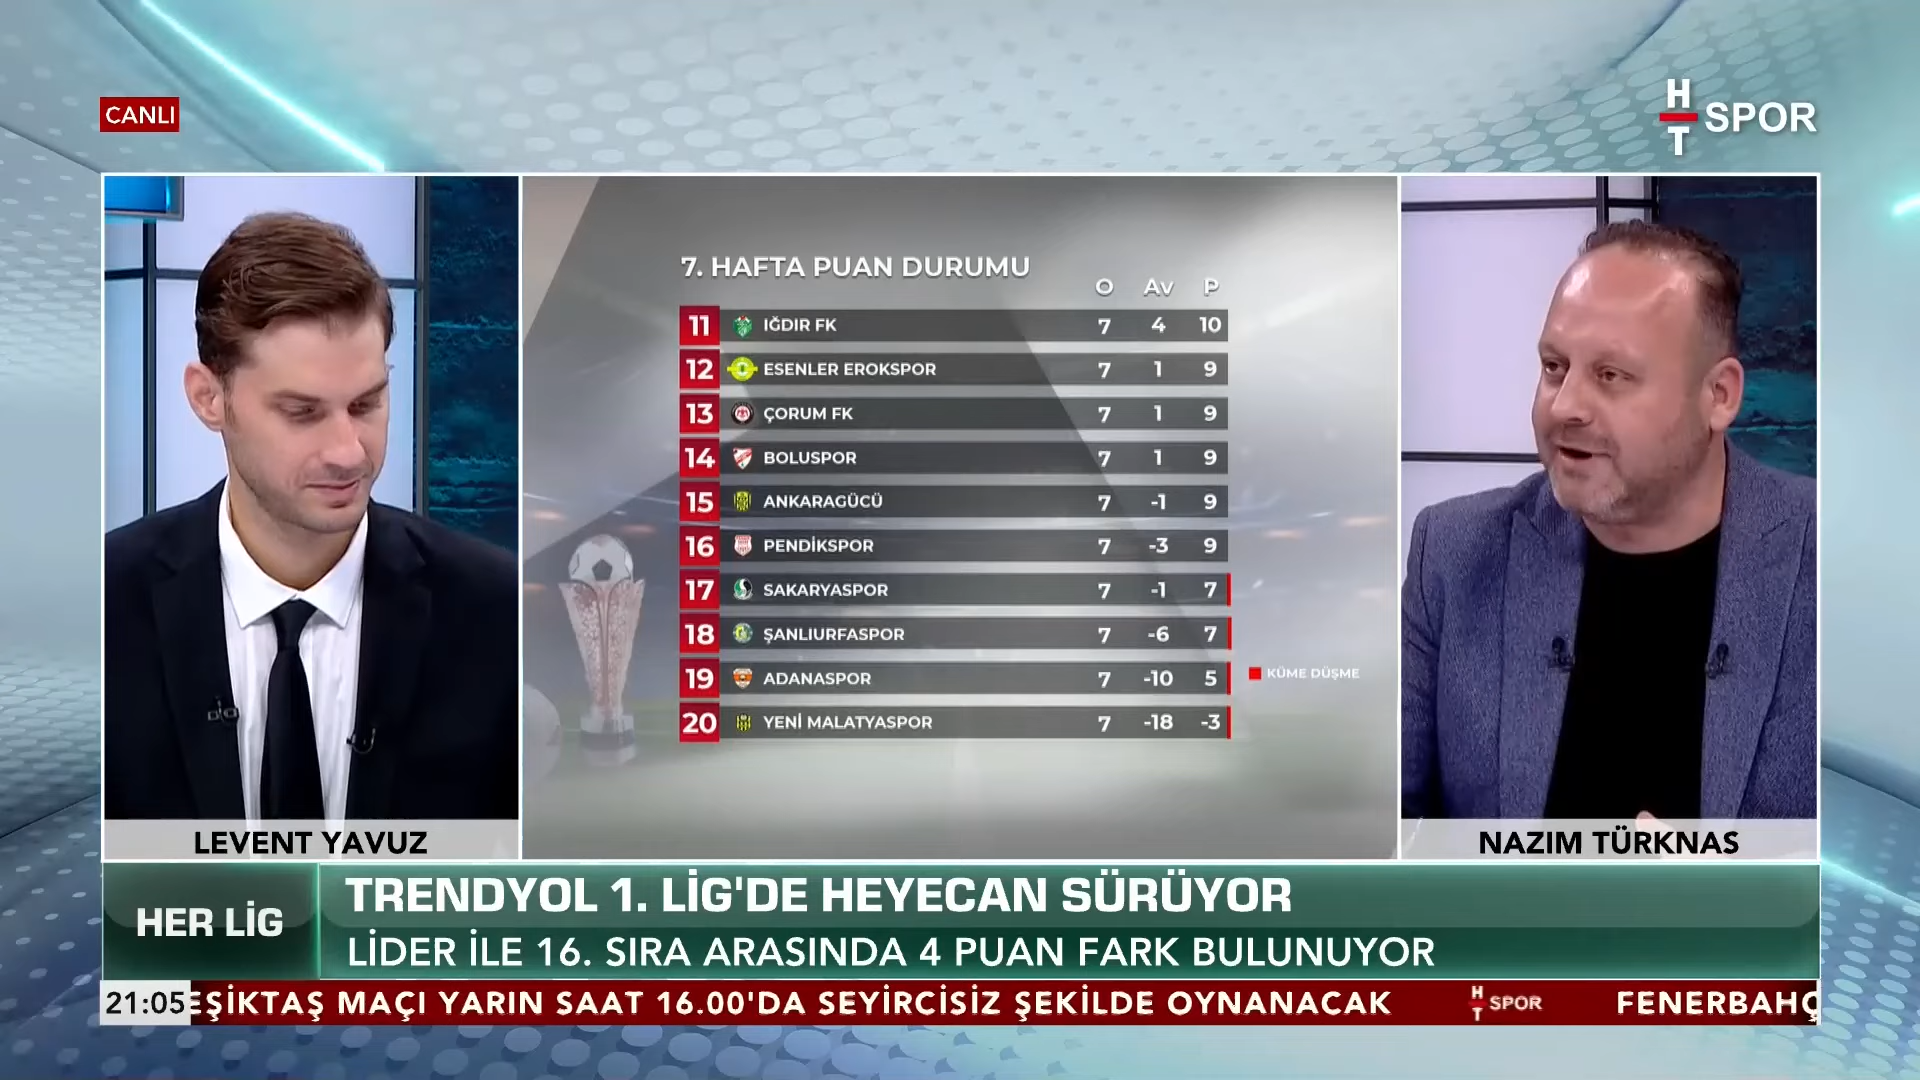 CANLI
HT SPOR
7. HAFTA PUAN DURUMU
O Av P
11 IĞDIR FK 7 4 10
12 ESENLER EROKSPOR 7 1 9
13 ÇORUM FK 7 1 9
14 BOLUSPOR 7 1 9
15 ANKARAGÜCÜ 7 -1 9
16 PENDİKSPOR 7 -3 9
17 SAKARYASPOR 7 -1 7
18 ŞANLIURFASPOR 7 -6 7
19 ADANASPOR 7 -10 5
20 YENİ MALATYASPOR 7 -18 -3
KÜME DÜŞME
LEVENT YAVUZ
NAZIM TÜRKNAS
HER LİG
TRENDYOL 1. LİG'DE HEYECAN SÜRÜYOR
LİDER İLE 16. SIRA ARASINDA 4 PUAN FARK BULUNUYOR
21:05 EŞİKTAŞ MAÇI YARIN SAAT 16.00'DA SEYİRCİSİZ ŞEKİLDE OYNANACAK HT SPOR FENERBAHÇ